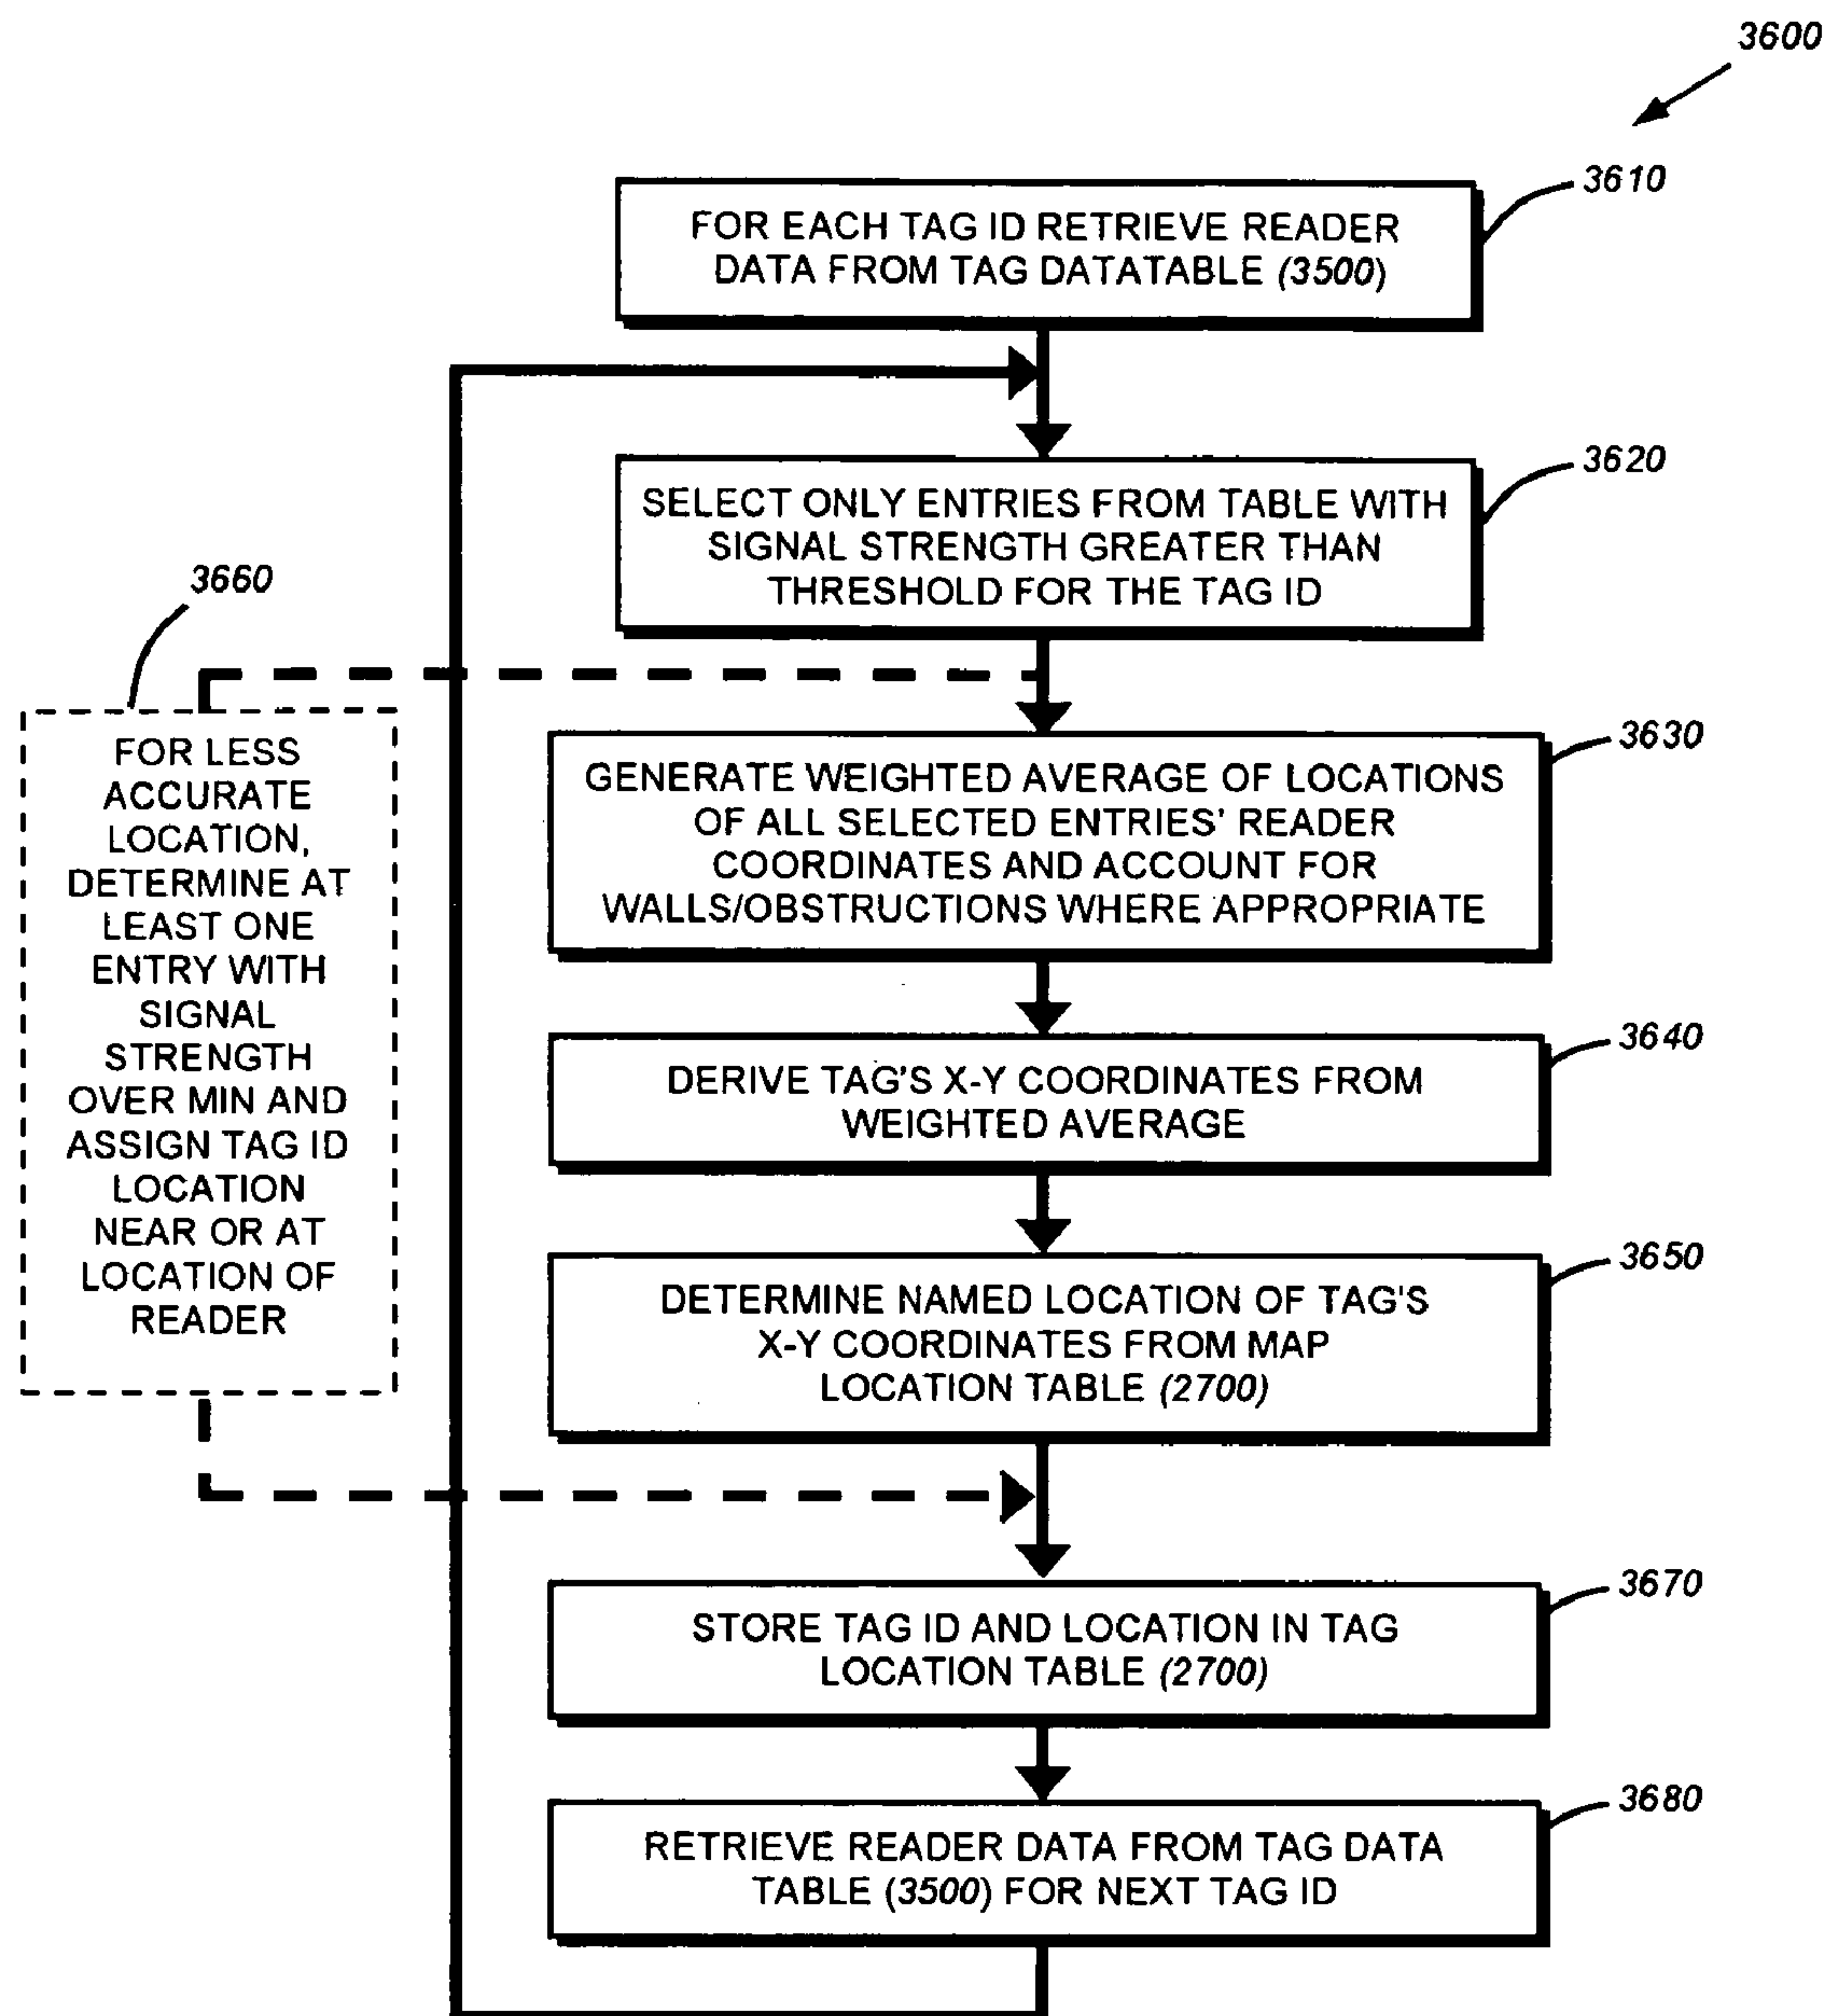 3600
3610
FOR EACH TAG ID RETRIEVE READER
DATA FROM TAG DATATABLE (3500)
3620
SELECT ONLY ENTRIES FROM TABLE WITH
SIGNAL STRENGTH GREATER THAN
THRESHOLD FOR THE TAG ID
3660
FOR LESS
ACCURATE
LOCATION,
DETERMINE AT
LEAST ONE
ENTRY WITH
SIGNAL
STRENGTH
OVER MIN AND
ASSIGN TAG ID
LOCATION
NEAR OR AT
LOCATION OF
READER
3630
GENERATE WEIGHTED AVERAGE OF LOCATIONS
OF ALL SELECTED ENTRIES' READER
COORDINATES AND ACCOUNT FOR
WALLS/OBSTRUCTIONS WHERE APPROPRIATE
3640
DERIVE TAG'S X-Y COORDINATES FROM
WEIGHTED AVERAGE
3650
DETERMINE NAMED LOCATION OF TAG'S
X-Y COORDINATES FROM MAP
LOCATION TABLE (2700)
3670
STORE TAG ID AND LOCATION IN TAG
LOCATION TABLE (2700)
3680
RETRIEVE READER DATA FROM TAG DATA
TABLE (3500) FOR NEXT TAG ID